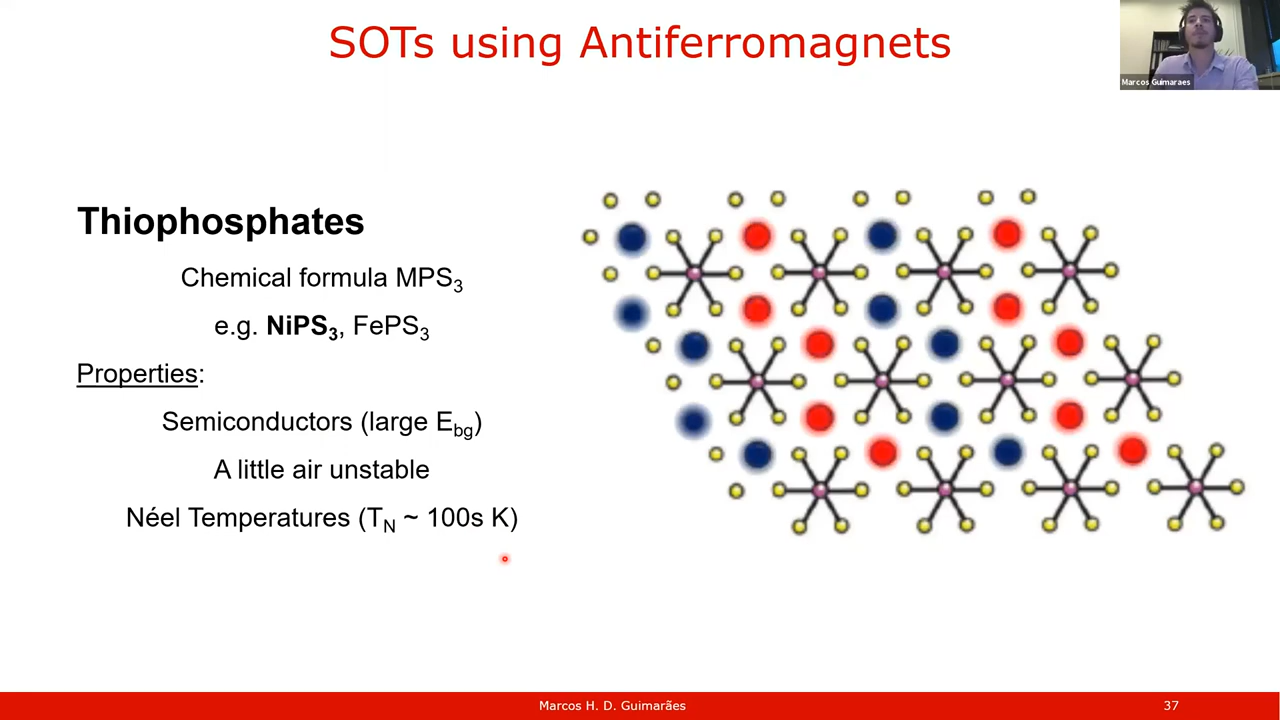 SOTs using Antiferromagnets
Marcos Guimaraes
Thiophosphates
Chemical formula MPS₃
e.g. NiPS₃, FePS₃
Properties:
Semiconductors (large E_bg)
A little air unstable
Néel Temperatures (T_N ~ 100s K)
Marcos H. D. Guimarães
37